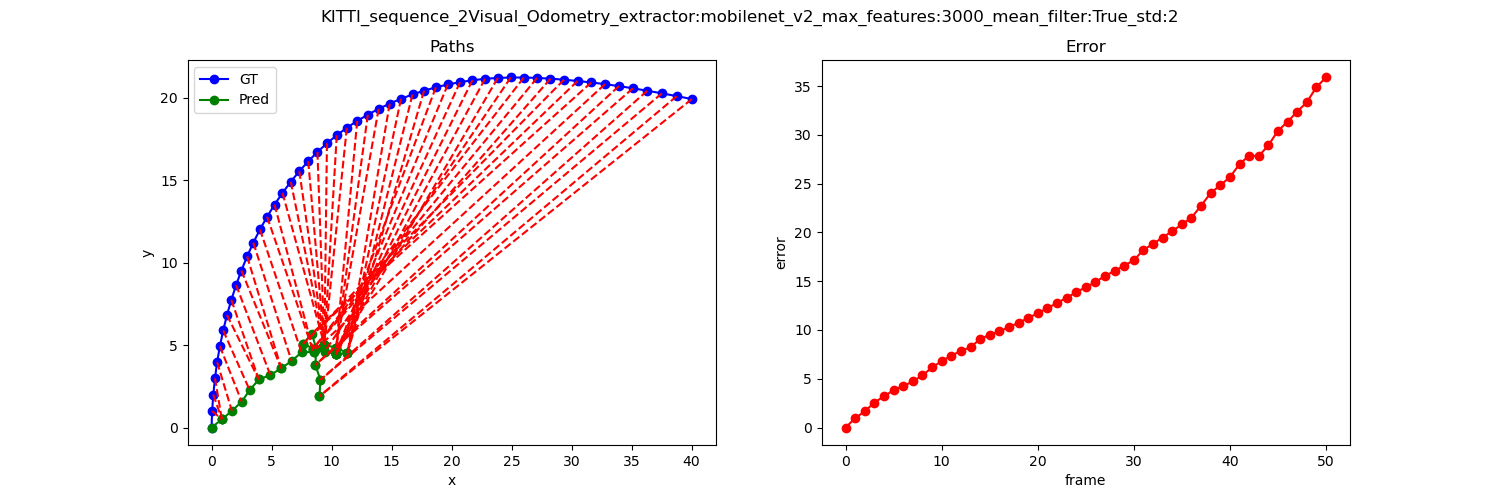 KITTI_sequence_2Visual_Odometry_extractor:mobilenet_v2_max_features:3000_mean_filter:True_std:2
Paths
GT
Pred
20
15
10
5
0
y
0 5 10 15 20 25 30 35 40
x
Error
35
30
25
20
15
10
5
0
error
0 10 20 30 40 50
frame